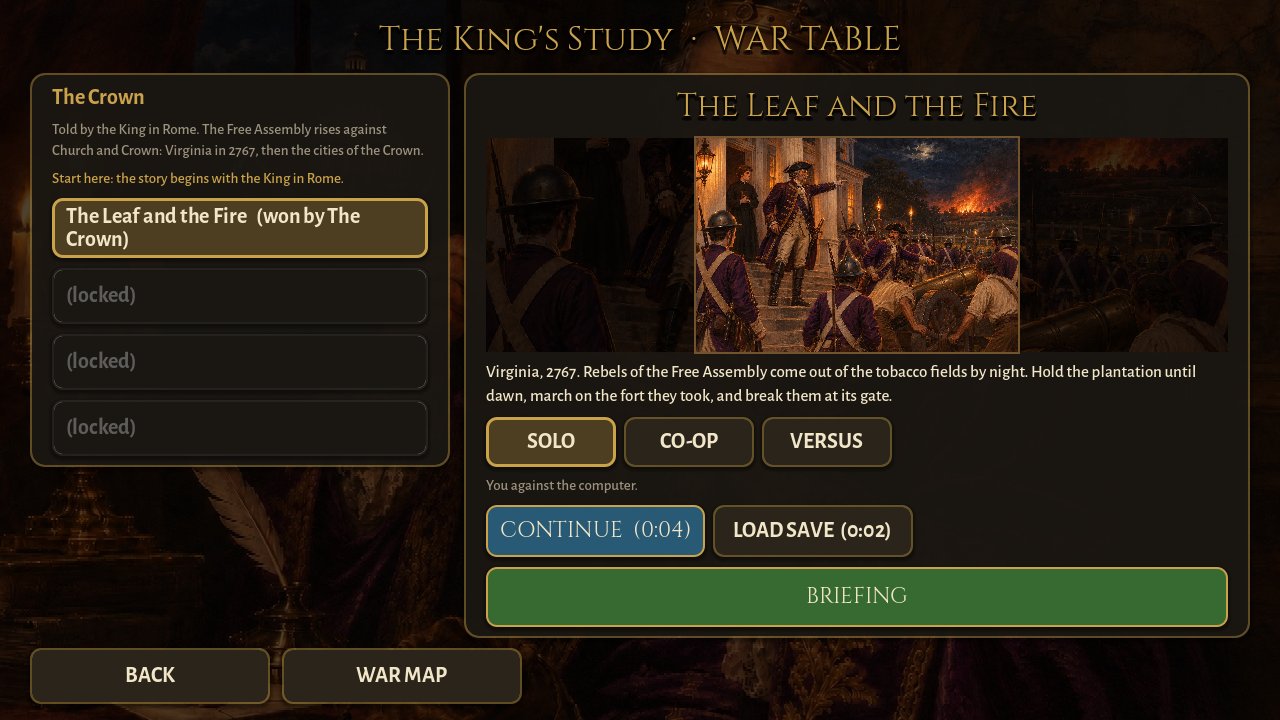 The King's Study · WAR TABLE
The Crown
Told by the King in Rome. The Free Assembly rises against
Church and Crown: Virginia in 2767, then the cities of the Crown.
Start here: the story begins with the King in Rome.
The Leaf and the Fire (won by The
Crown)
(locked)
(locked)
(locked)
The Leaf and the Fire
Virginia, 2767. Rebels of the Free Assembly come out of the tobacco fields by night. Hold the plantation until
dawn, march on the fort they took, and break them at its gate.
SOLO
CO-OP
VERSUS
You against the computer.
CONTINUE (0:04)
LOAD SAVE (0:02)
BRIEFING
BACK
WAR MAP